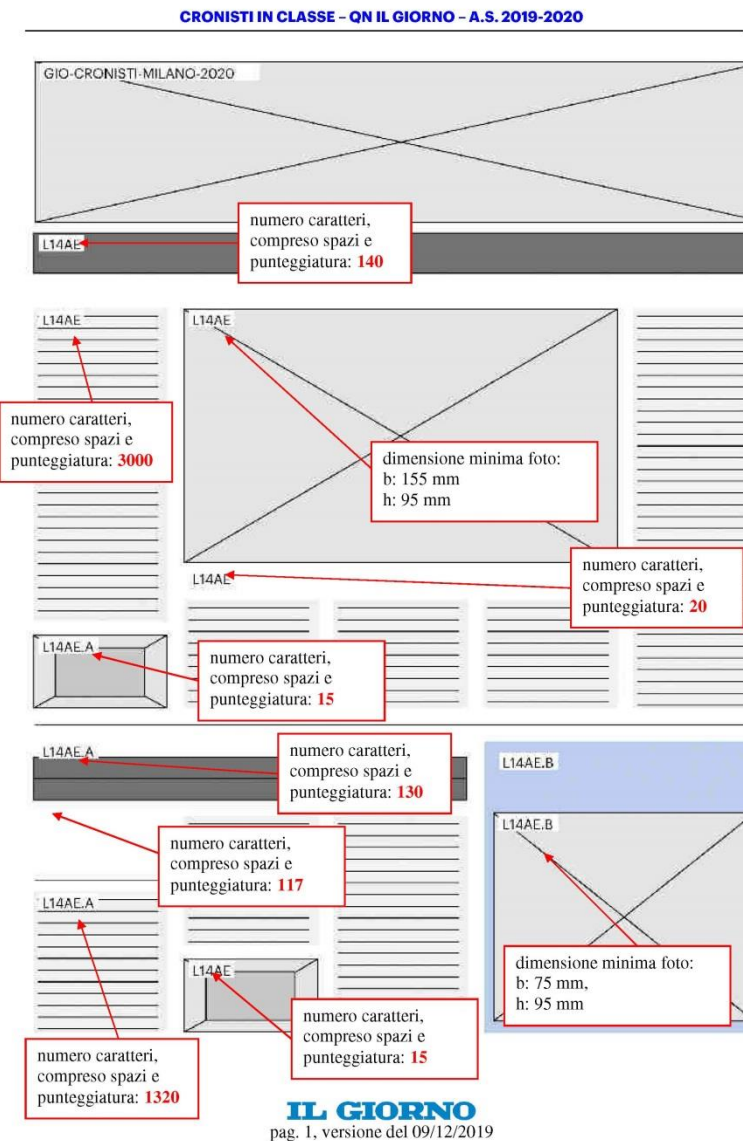 CRONISTI IN CLASSE – QN IL GIORNO – A.S. 2019-2020
GIO-CRONISTI-MILANO-2020
L14AE
numero caratteri,
compreso spazi e
punteggiatura: 140
L14AE
L14AE
numero caratteri,
compreso spazi e
punteggiatura: 3000
dimensione minima foto:
b: 155 mm
h: 95 mm
L14AE
numero caratteri,
compreso spazi e
punteggiatura: 20
L14AE.A
numero caratteri,
compreso spazi e
punteggiatura: 15
L14AE.A
numero caratteri,
compreso spazi e
punteggiatura: 130
L14AE.B
L14AE.B
numero caratteri,
compreso spazi e
punteggiatura: 117
L14AE.A
dimensione minima foto:
b: 75 mm,
h: 95 mm
L14AE
numero caratteri,
compreso spazi e
punteggiatura: 15
numero caratteri,
compreso spazi e
punteggiatura: 1320
IL GIORNO
pag. 1, versione del 09/12/2019